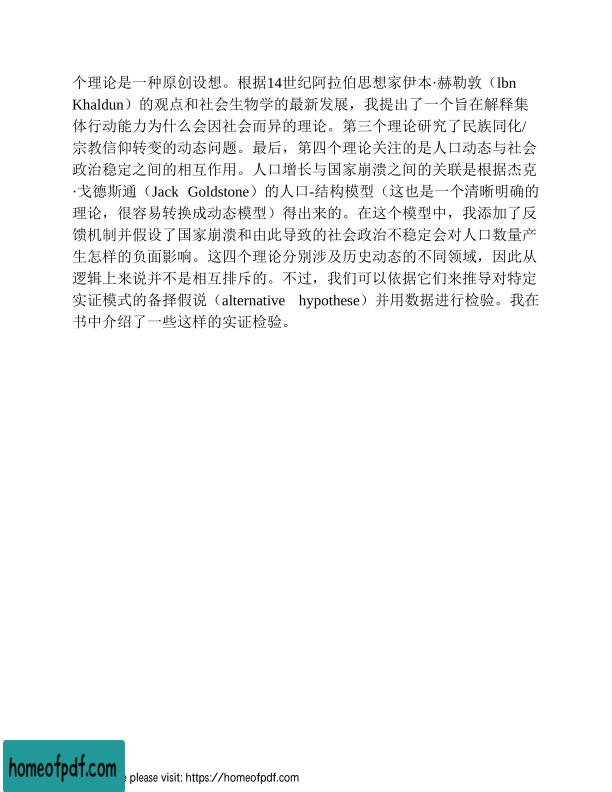 个理论是一种原创设想。根据14世纪阿拉伯思想家伊本·赫勒敦（lbn
Khaldun）的观点和社会生物学的最新发展，我提出了一个旨在解释集
体行动能力为什么会因社会而异的理论。第三个理论研究了民族同化/
宗教信仰转变的动态问题。最后，第四个理论关注的是人口动态与社会
政治稳定之间的相互作用。人口增长与国家崩溃之间的关联是根据杰克
·戈德斯通（Jack Goldstone）的人口-结构模型（这也是一个清晰明确的
理论，很容易转换成动态模型）得出来的。在这个模型中，我添加了反
馈机制并假设了国家崩溃和由此导致的社会政治不稳定会对人口数量产
生怎样的负面影响。这四个理论分别涉及历史动态的不同领域，因此从
逻辑上来说并不是相互排斥的。不过，我们可以依据它们来推导对特定
实证模式的备择假说（alternative hypothese）并用数据进行检验。我在
书中介绍了一些这样的实证检验。
homeofpdf.com
please visit: https://homeofpdf.com